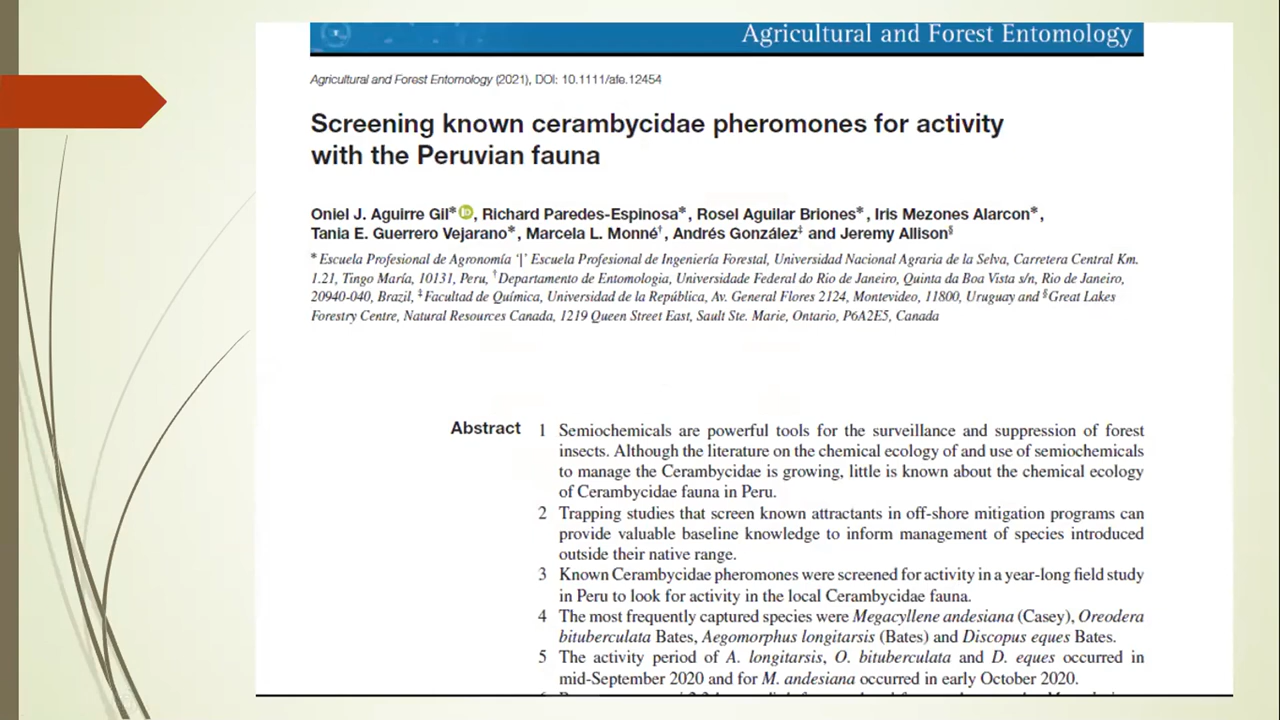 Agricultural and Forest Entomology
Agricultural and Forest Entomology (2021), DOI: 10.1111/afe.12454
Screening known cerambycidae pheromones for activity
with the Peruvian fauna
Oniel J. Aguirre Gil*, Richard Paredes-Espinosa*, Rosel Aguilar Briones*, Iris Mezones Alarcon*,
Tania E. Guerrero Vejarano*, Marcela L. Monné†, Andrés González‡ and Jeremy Allison§
*Escuela Profesional de Agronomía ‘|’ Escuela Profesional de Ingeniería Forestal, Universidad Nacional Agraria de la Selva, Carretera Central Km.
1.21, Tingo María, 10131, Peru, †Departamento de Entomologia, Universidade Federal do Rio de Janeiro, Quinta da Boa Vista s/n, Rio de Janeiro,
20940-040, Brazil, ‡Facultad de Química, Universidad de la República, Av. General Flores 2124, Montevideo, 11800, Uruguay and §Great Lakes
Forestry Centre, Natural Resources Canada, 1219 Queen Street East, Sault Ste. Marie, Ontario, P6A2E5, Canada
Abstract 1 Semiochemicals are powerful tools for the surveillance and suppression of forest
insects. Although the literature on the chemical ecology of and use of semiochemicals
to manage the Cerambycidae is growing, little is known about the chemical ecology
of Cerambycidae fauna in Peru.
2 Trapping studies that screen known attractants in off-shore mitigation programs can
provide valuable baseline knowledge to inform management of species introduced
outside their native range.
3 Known Cerambycidae pheromones were screened for activity in a year-long field study
in Peru to look for activity in the local Cerambycidae fauna.
4 The most frequently captured species were Megacyllene andesiana (Casey), Oreodera
bituberculata Bates, Aegomorphus longitarsis (Bates) and Discopus eques Bates.
5 The activity period of A. longitarsis, O. bituberculata and D. eques occurred in
mid-September 2020 and for M. andesiana occurred in early October 2020.